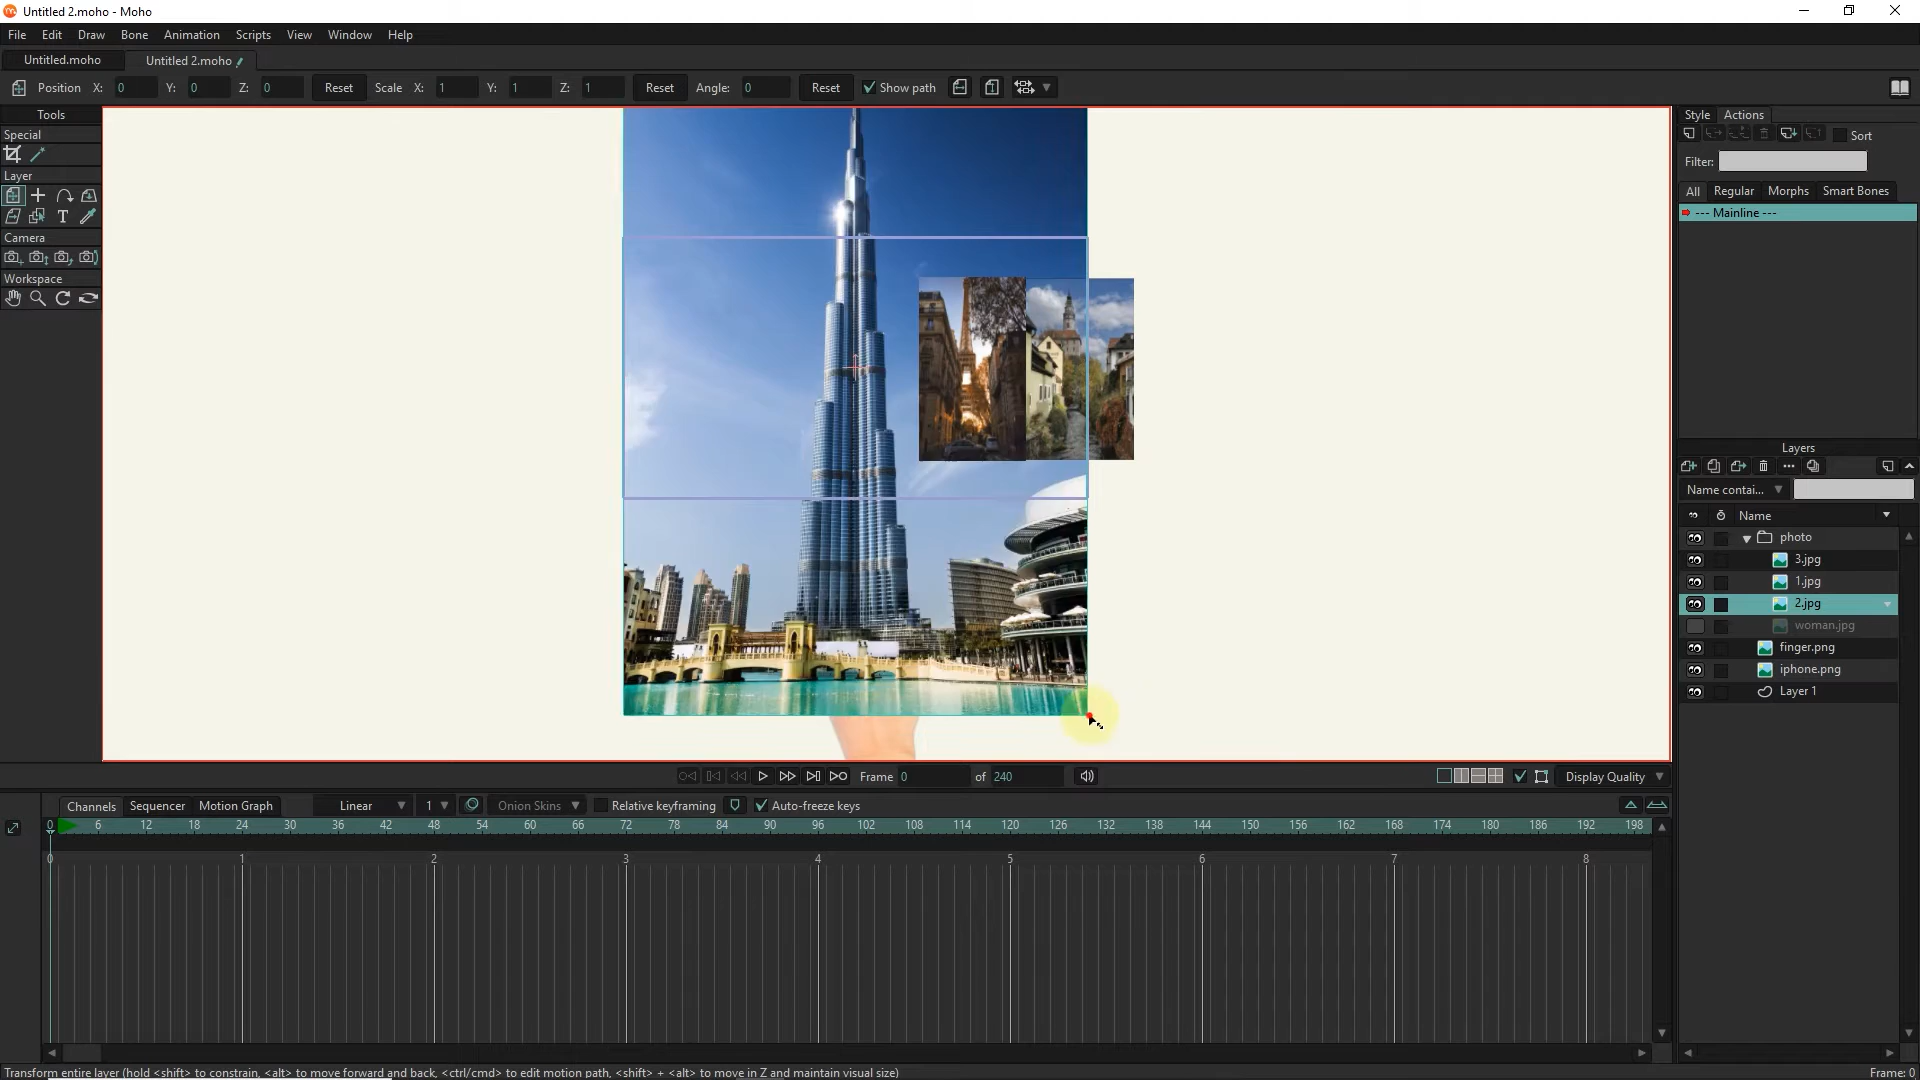 Untitled 2.moho - Moho
File Edit Draw Bone Animation Scripts View Window Help
Untitled.moho Untitled 2.moho
Position X: 0 Y: 0 Z: 0 Reset Scale X: 1 Y: 1 Z: 1 Reset Angle: 0 Reset Show path
Tools
Special
Layer
T
Camera
Workspace
Style Actions
Sort
Filter:
All Regular Morphs Smart Bones
--- Mainline ---
Layers
Name contai...
Name
photo
3.jpg
1.jpg
2.jpg
woman.jpg
finger.png
iphone.png
Layer 1
Frame 0 of 240 Display Quality
Channels Sequencer Motion Graph Linear 1 Onion Skins Relative keyframing Auto-freeze keys
0 6 12 18 24 30 36 42 48 54 60 66 72 78 84 90 96 102 108 114 120 126 132 138 144 150 156 162 168 174 180 186 192 198
0 1 2 3 4 5 6 7 8
Transform entire layer (hold <shift> to constrain, <alt> to move forward and back, <ctrl/cmd> to edit motion path, <shift> + <alt> to move in Z and maintain visual size) Frame: 0